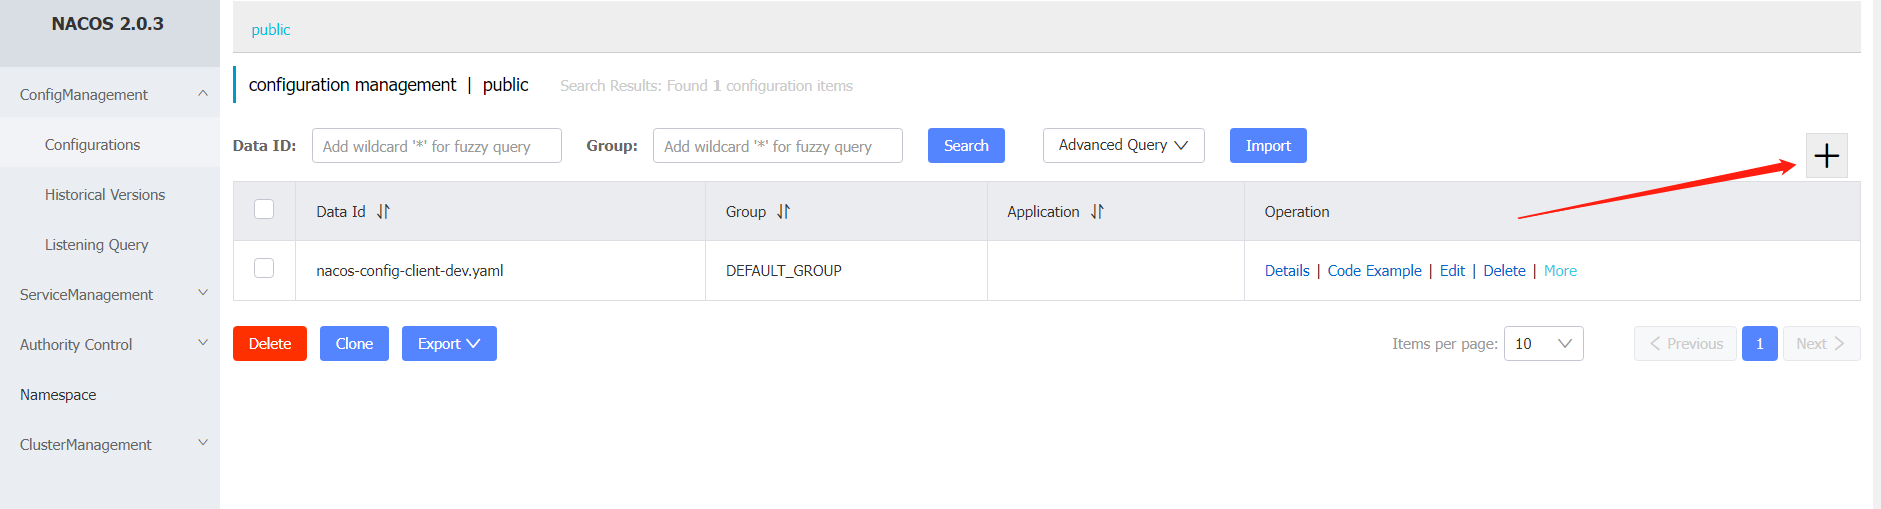 NACOS 2.0.3
ConfigManagement
Configurations
Historical Versions
Listening Query
ServiceManagement
Authority Control
Namespace
ClusterManagement
public
configuration management | public Search Results: Found 1 configuration items
Data ID: Add wildcard '*' for fuzzy query Group: Add wildcard '*' for fuzzy query Search Advanced Query Import
Data Id Group Application Operation
nacos-config-client-dev.yaml DEFAULT_GROUP Details | Code Example | Edit | Delete | More
Delete Clone Export Items per page: 10 Previous 1 Next